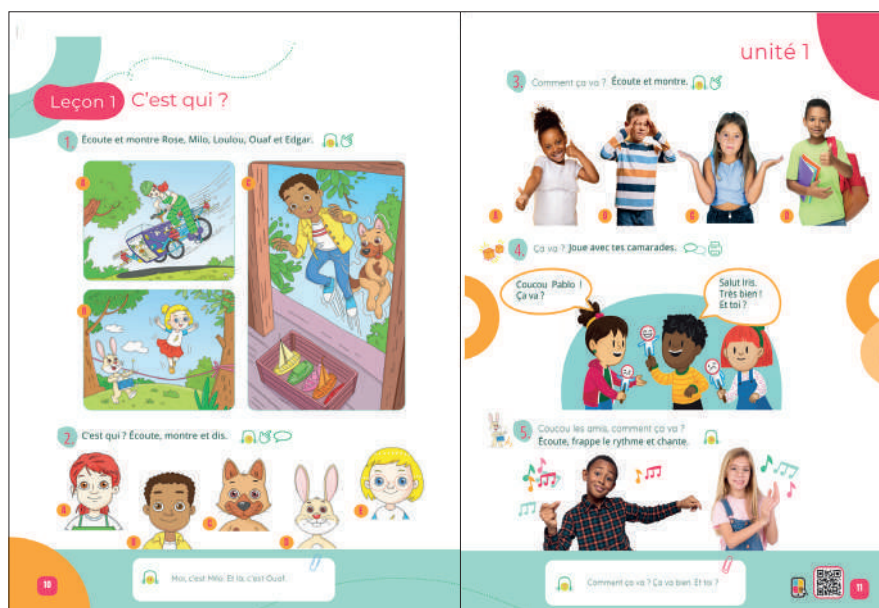 Leçon 1 C'est qui ?
1. Écoute et montre Rose, Milo, Loulou, Ouaf et Edgar.
A
B
C
2. C'est qui ? Écoute, montre et dis.
A
B
C
D
E
10
Moi, c'est Milo. Et là, c'est Ouaf.
unité 1
3. Comment ça va ? Écoute et montre.
A
B
C
D
4. Ça va ? Joue avec tes camarades.
Coucou Pablo !
Ça va ?
Salut Iris.
Très bien !
Et toi ?
5. Coucou les amis, comment ça va ?
Écoute, frappe le rythme et chante.
Comment ça va ? Ça va bien. Et toi ?
11